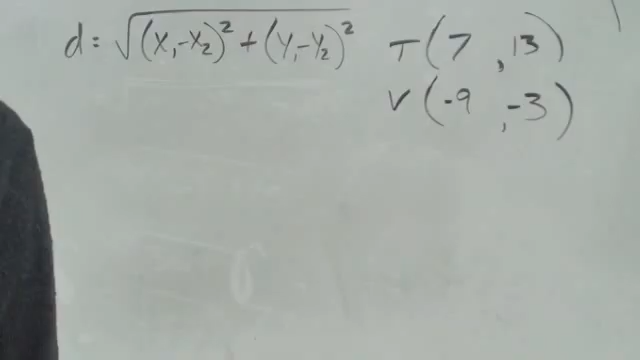 d = √(x₁-x₂)² + (y₁-y₂)² T(7, 13)
V(-9, -3)